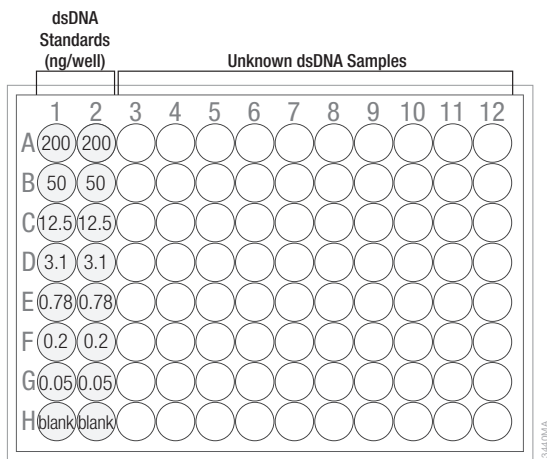 dsDNA
Standards
(ng/well)
Unknown dsDNA Samples
1 2 3 4 5 6 7 8 9 10 11 12
A 200 200
B 50 50
C 12.5 12.5
D 3.1 3.1
E 0.78 0.78
F 0.2 0.2
G 0.05 0.05
H blank blank
3440MA